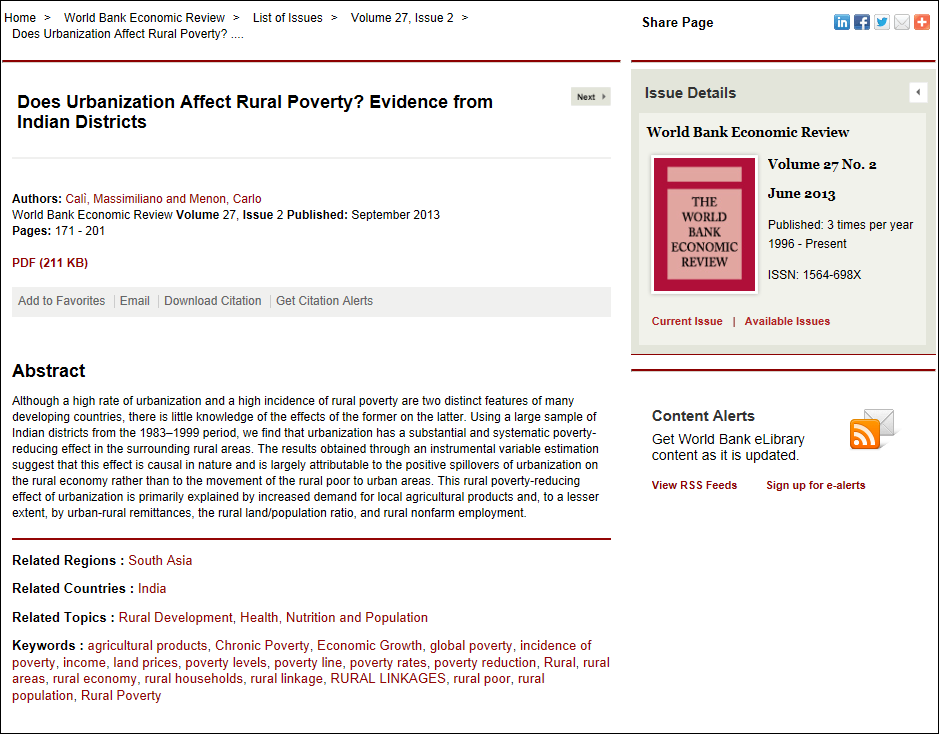 Home > World Bank Economic Review > List of Issues > Volume 27, Issue 2 >
Does Urbanization Affect Rural Poverty? ....
Share Page
Does Urbanization Affect Rural Poverty? Evidence from
Indian Districts
Next
Authors: Calì, Massimiliano and Menon, Carlo
World Bank Economic Review Volume 27, Issue 2 Published: September 2013
Pages: 171 - 201
PDF (211 KB)
Add to Favorites | Email | Download Citation | Get Citation Alerts
Abstract
Although a high rate of urbanization and a high incidence of rural poverty are two distinct features of many
developing countries, there is little knowledge of the effects of the former on the latter. Using a large sample of
Indian districts from the 1983–1999 period, we find that urbanization has a substantial and systematic poverty-
reducing effect in the surrounding rural areas. The results obtained through an instrumental variable estimation
suggest that this effect is causal in nature and is largely attributable to the positive spillovers of urbanization on
the rural economy rather than to the movement of the rural poor to urban areas. This rural poverty-reducing
effect of urbanization is primarily explained by increased demand for local agricultural products and, to a lesser
extent, by urban-rural remittances, the rural land/population ratio, and rural nonfarm employment.
Related Regions : South Asia
Related Countries : India
Related Topics : Rural Development, Health, Nutrition and Population
Keywords : agricultural products, Chronic Poverty, Economic Growth, global poverty, incidence of
poverty, income, land prices, poverty levels, poverty line, poverty rates, poverty reduction, Rural, rural
areas, rural economy, rural households, rural linkage, RURAL LINKAGES, rural poor, rural
population, Rural Poverty
Issue Details
World Bank Economic Review
THE
WORLD
BANK
ECONOMIC
REVIEW
Volume 27 No. 2
June 2013
Published: 3 times per year
1996 - Present
ISSN: 1564-698X
Current Issue | Available Issues
Content Alerts
Get World Bank eLibrary
content as it is updated.
View RSS Feeds Sign up for e-alerts